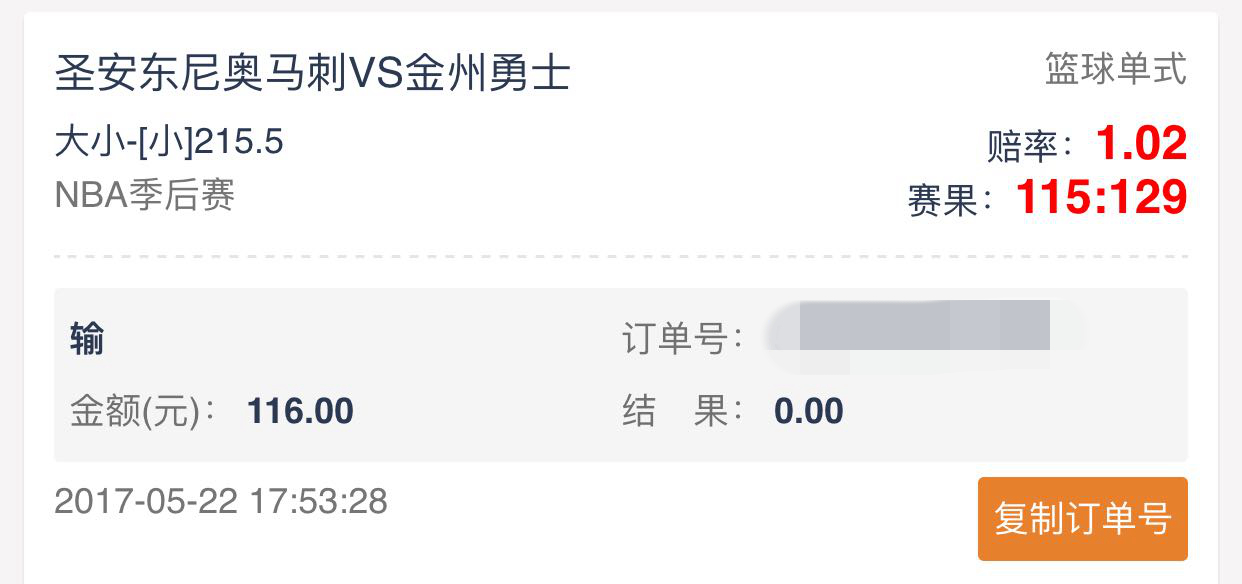 圣安东尼奥马刺VS金州勇士
篮球单式
大小-[小]215.5
赔率：1.02
NBA季后赛
赛果：115:129
输
订单号：
金额(元)：116.00
结 果：0.00
2017-05-22 17:53:28
复制订单号